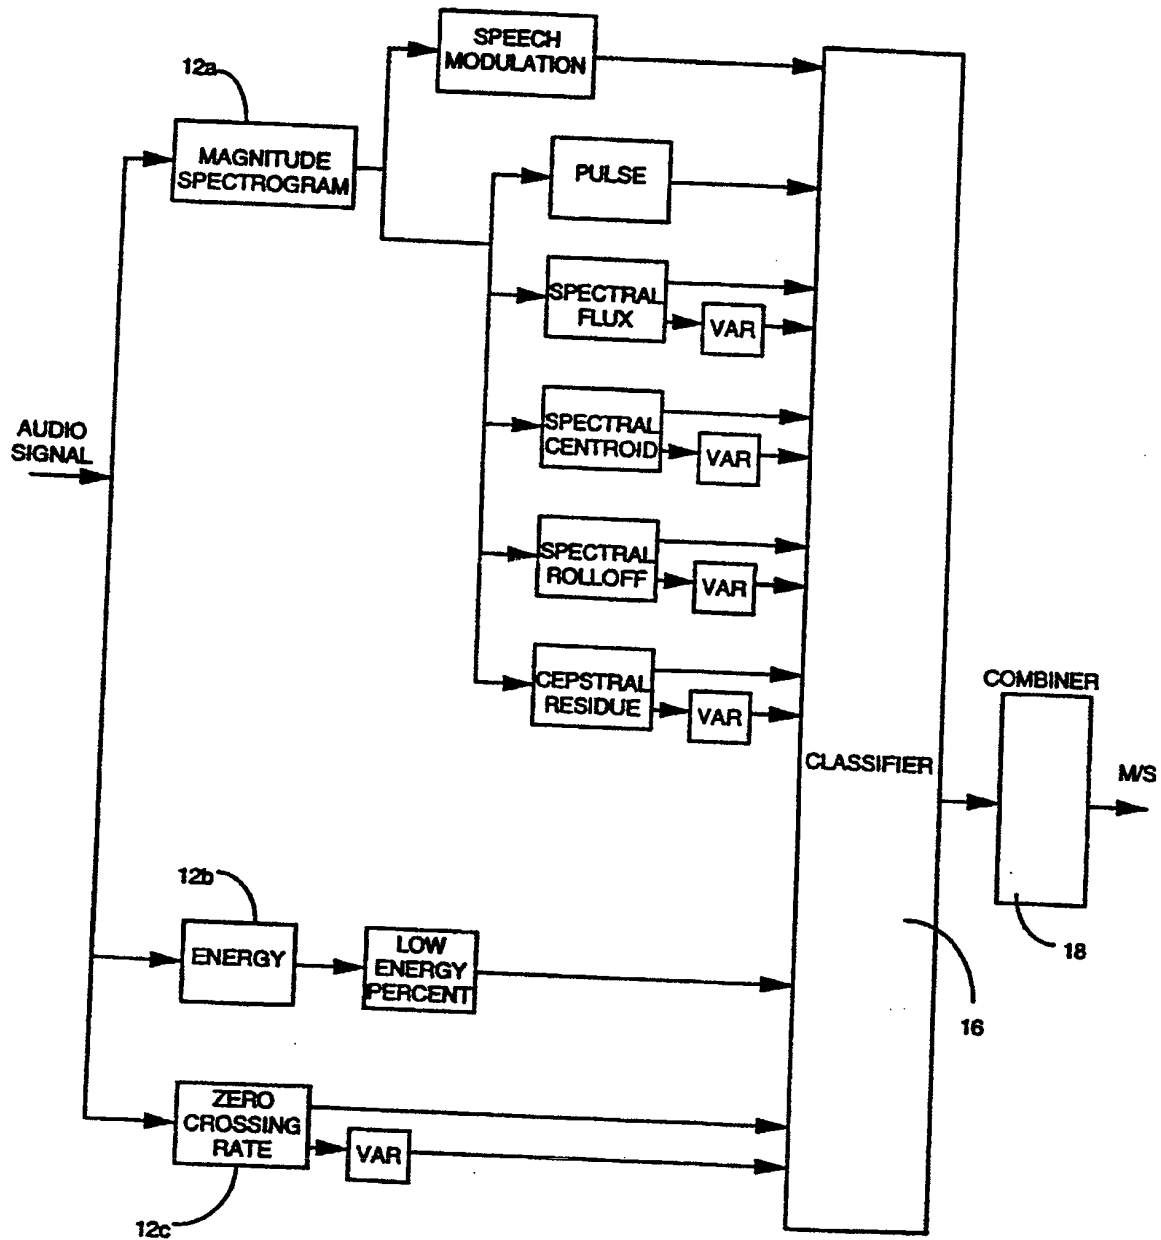 SPEECH
MODULATION
12a
MAGNITUDE
SPECTROGRAM
PULSE
SPECTRAL
FLUX
VAR
AUDIO
SIGNAL
SPECTRAL
CENTROID
VAR
SPECTRAL
ROLLOFF
VAR
CEPSTRAL
RESIDUE
VAR
CLASSIFIER
COMBINER
M/S
12b
ENERGY
LOW
ENERGY
PERCENT
18
16
ZERO
CROSSING
RATE
VAR
12c